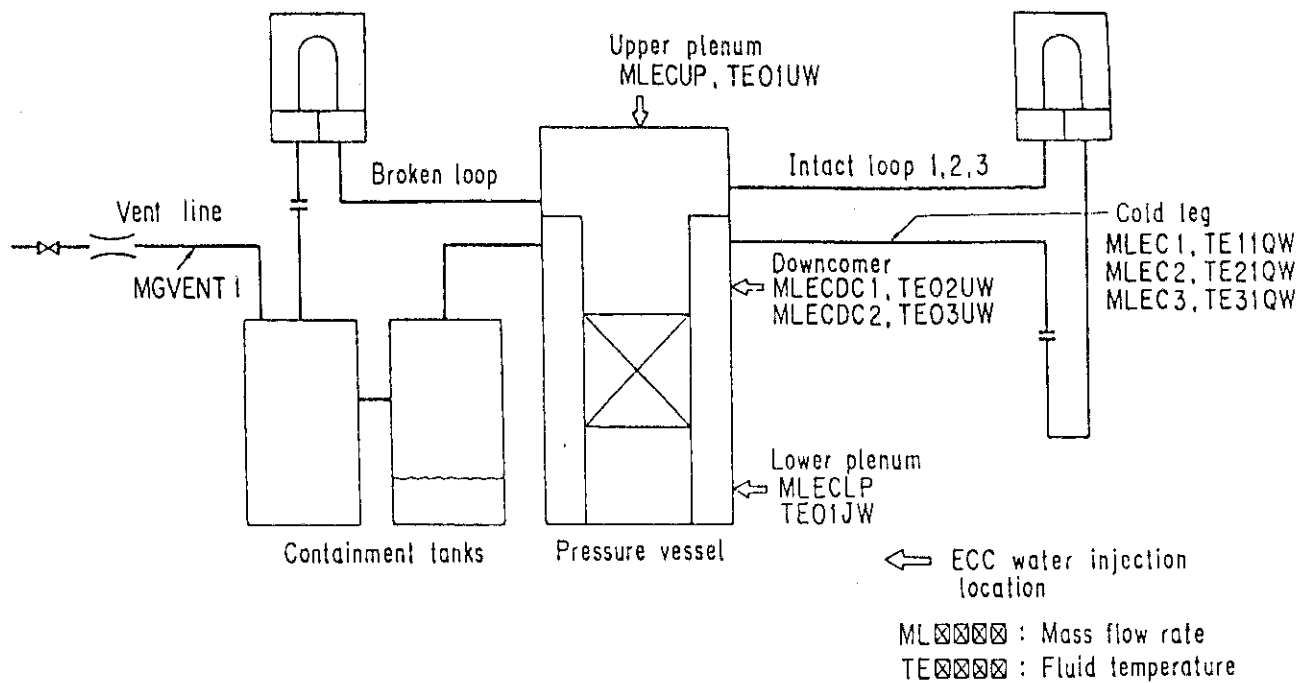 Upper plenum
MLECUP, TE01UW
Broken loop
Intact loop 1,2,3
Vent line
MGVENT 1
Cold leg
MLEC1, TE11QW
MLEC2, TE21QW
MLEC3, TE31QW
Downcomer
MLECDC1, TE02UW
MLECDC2, TE03UW
Lower plenum
MLECLP
TE01JW
Containment tanks
Pressure vessel
ECC water injection
location
ML☒☒☒☒ : Mass flow rate
TE☒☒☒☒ : Fluid temperature